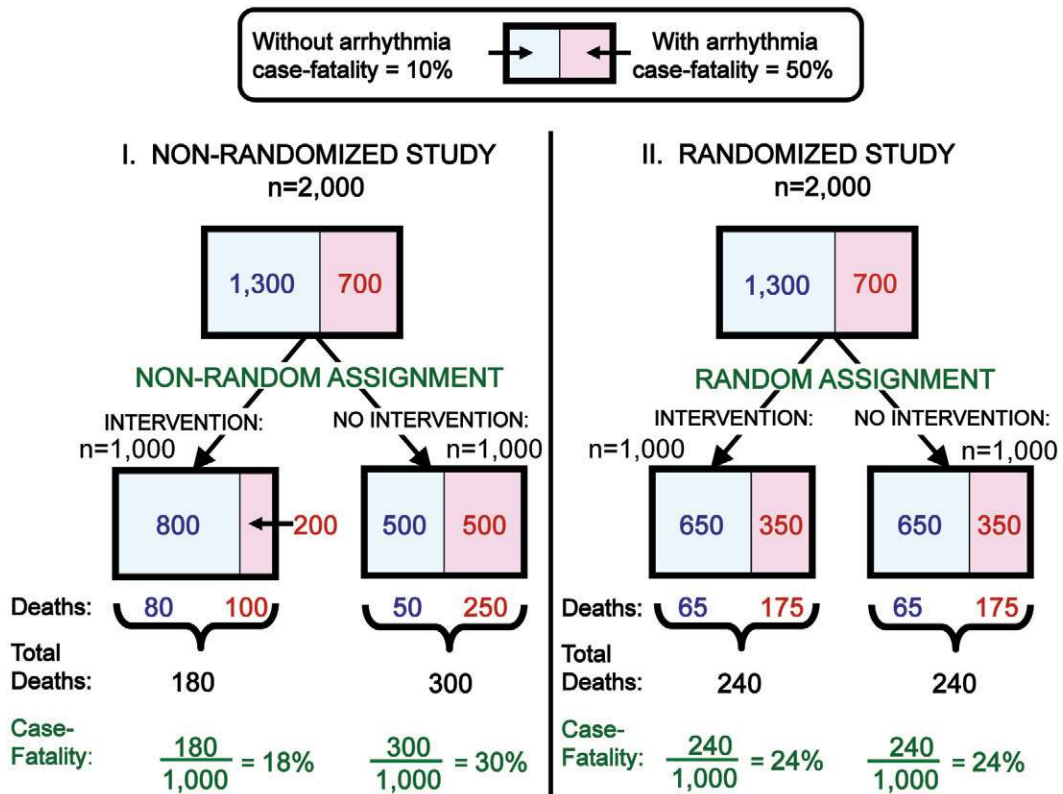 Without arrhythmia
case-fatality = 10%
With arrhythmia
case-fatality = 50%
I. NON-RANDOMIZED STUDY
n=2,000
1,300 700
NON-RANDOM ASSIGNMENT
INTERVENTION:
n=1,000
NO INTERVENTION:
n=1,000
800 200
500 500
Deaths: 80 100 50 250
Total
Deaths: 180 300
Case-
Fatality: 180/1,000 = 18% 300/1,000 = 30%
II. RANDOMIZED STUDY
n=2,000
1,300 700
RANDOM ASSIGNMENT
INTERVENTION:
n=1,000
NO INTERVENTION:
n=1,000
650 350
650 350
Deaths: 65 175 65 175
Total
Deaths: 240 240
Case-
Fatality: 240/1,000 = 24% 240/1,000 = 24%